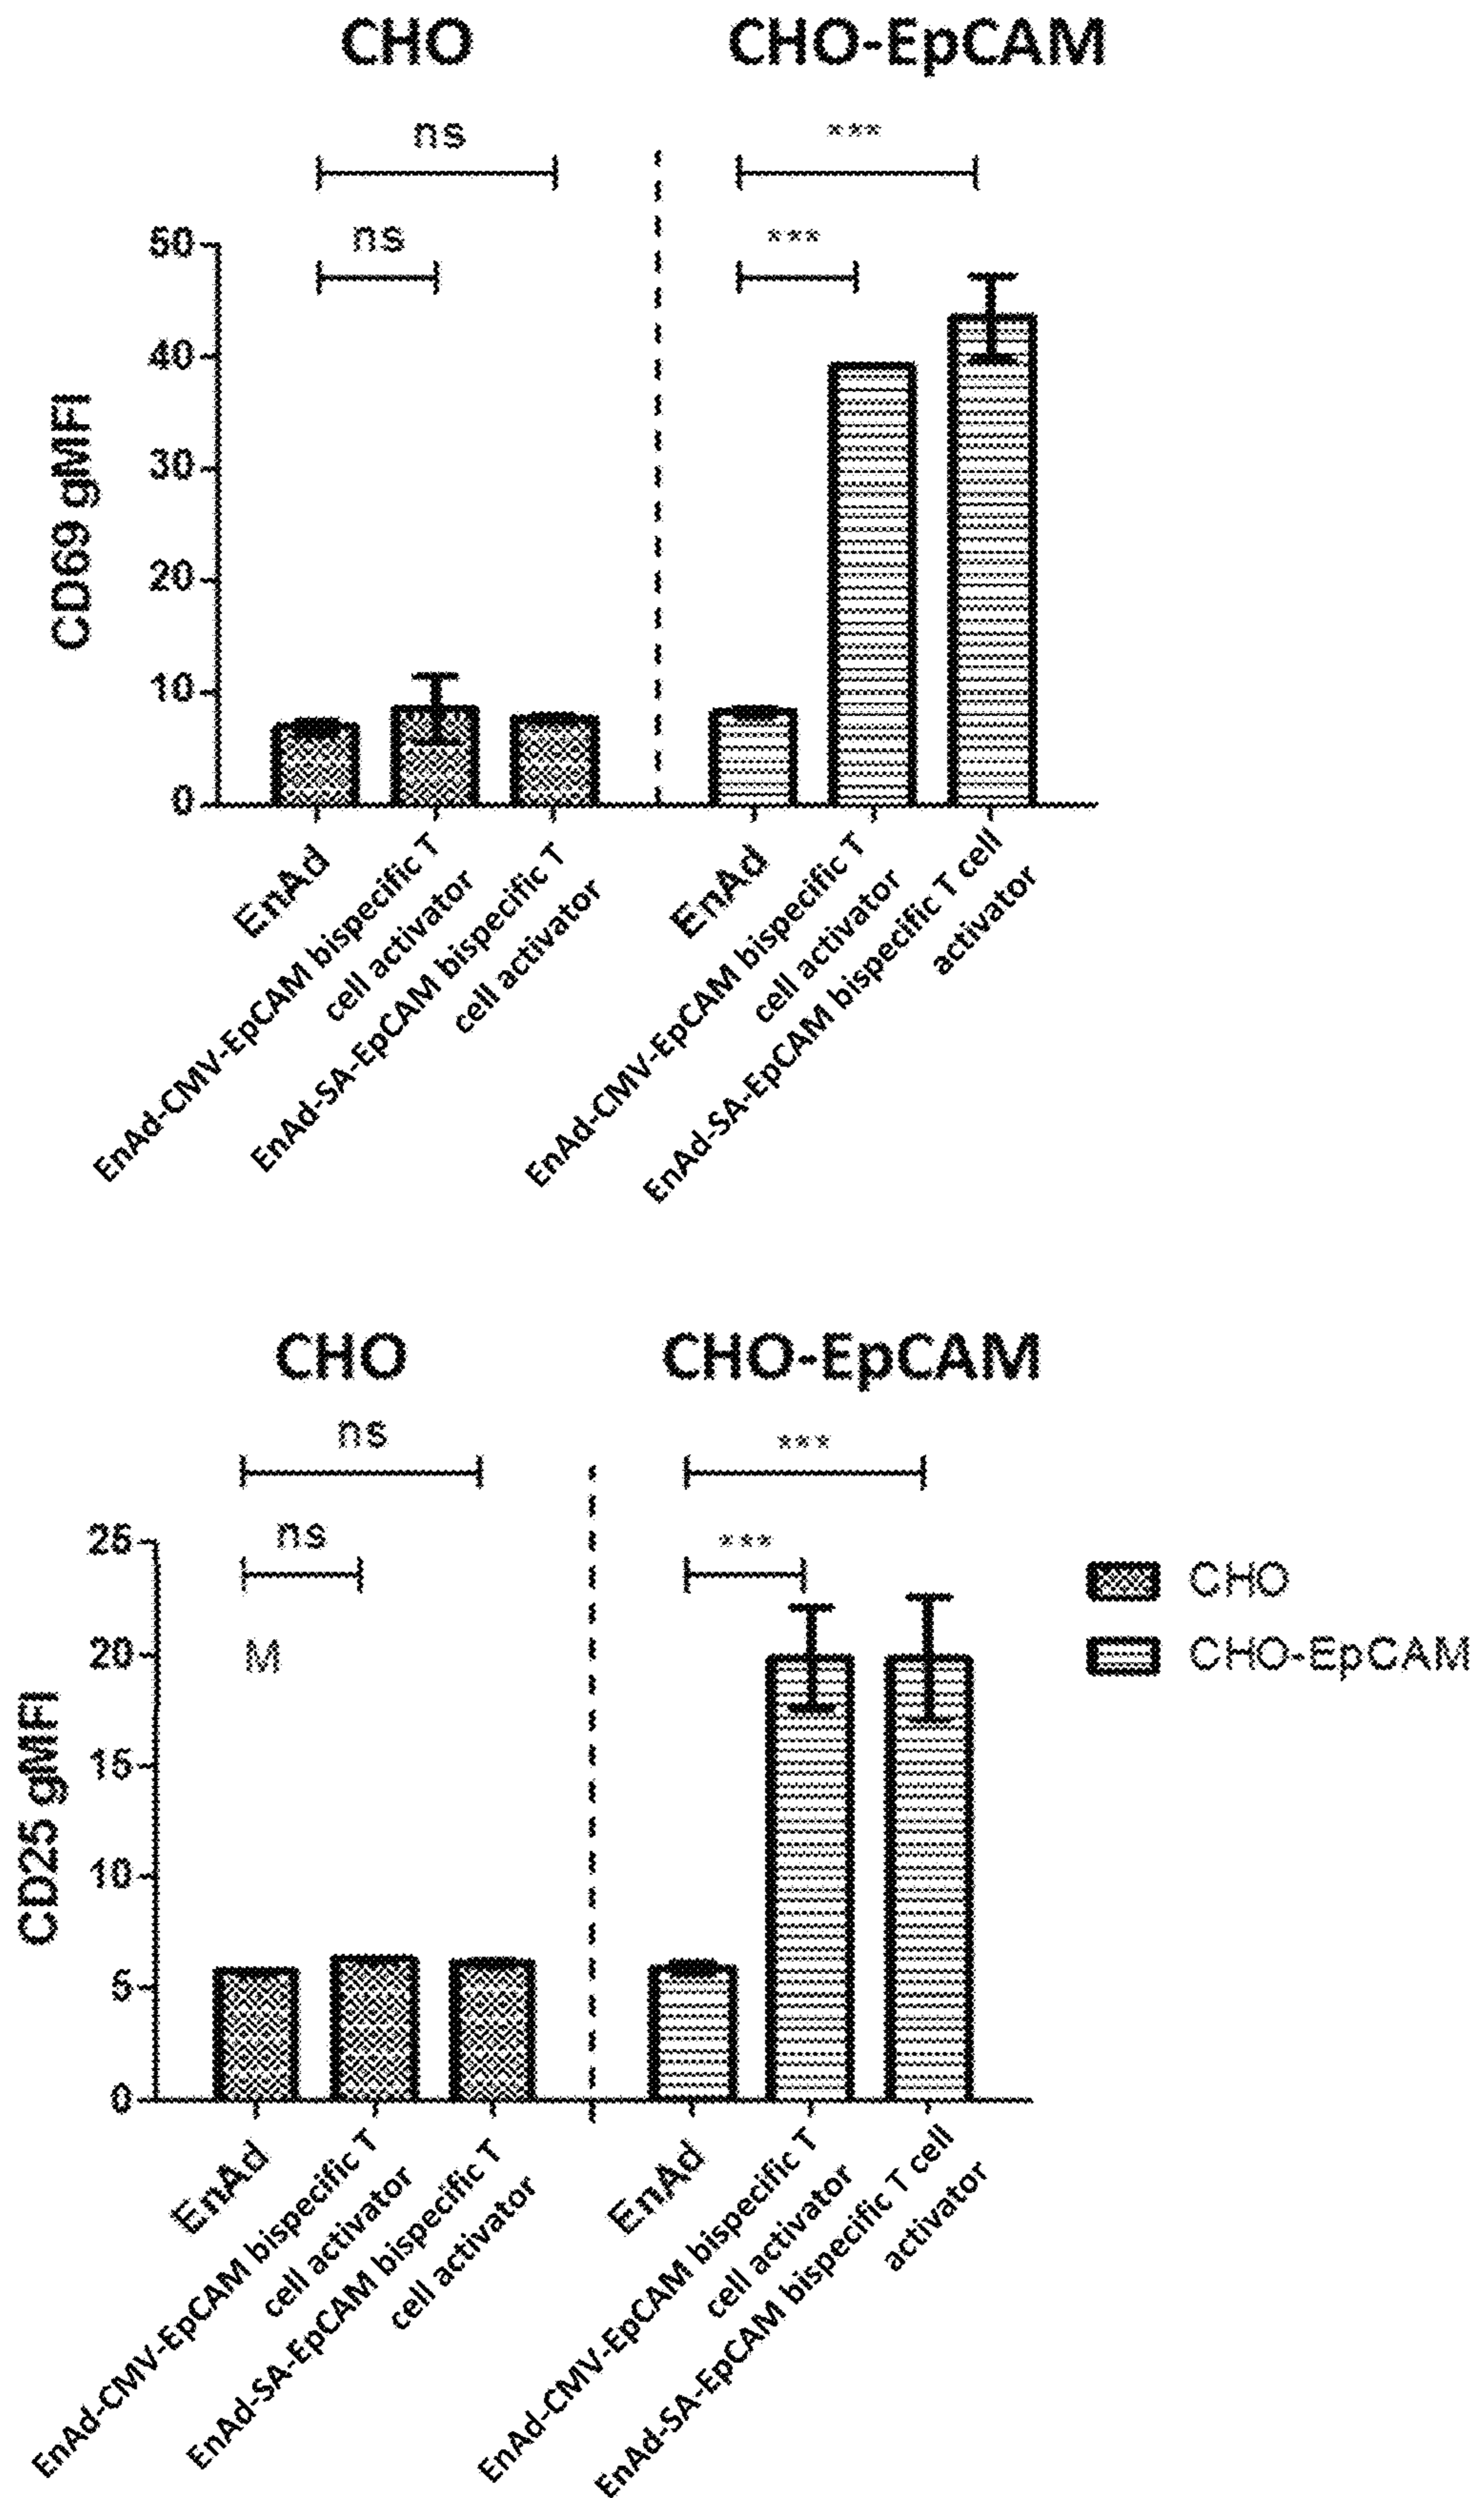 CHO
CHO-EpCAM
ns
***
ns
***
50
40
30
20
10
0
CD69 gMFI
EnAd
EnAd-CMV-EpCAM bispecific T
cell activator
EnAd-SA-EpCAM bispecific T
cell activator
EnAd
EnAd-CMV-EpCAM bispecific T
cell activator
EnAd-SA-EpCAM bispecific T cell
activator
CHO
CHO-EpCAM
ns
***
ns
***
M
25
20
15
10
5
0
CD25 gMFI
CHO
CHO-EpCAM
EnAd
EnAd-CMV-EpCAM bispecific T
cell activator
EnAd-SA-EpCAM bispecific T
cell activator
EnAd
EnAd-CMV-EpCAM bispecific T
cell activator
EnAd-SA-EpCAM bispecific T cell
activator